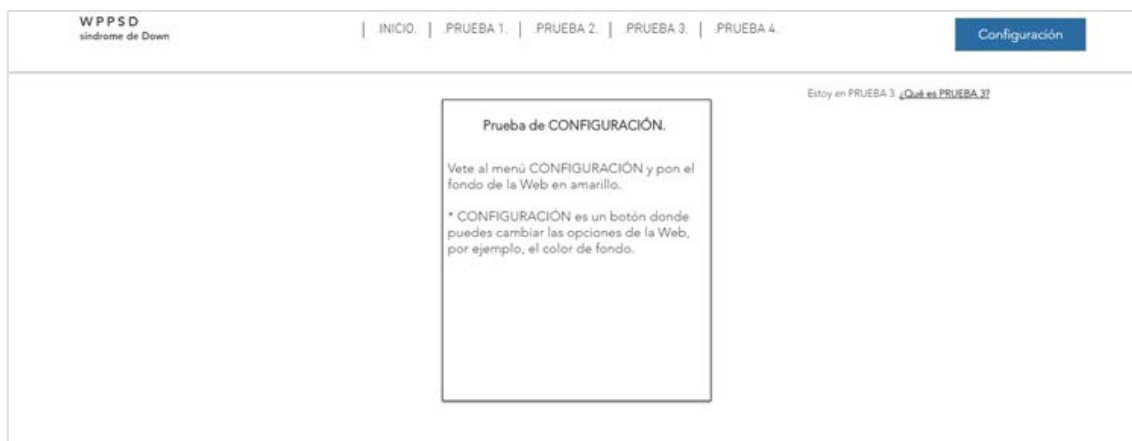 WPPSD
síndrome de Down
| .INICIO. | .PRUEBA 1. | .PRUEBA 2. | .PRUEBA 3. | .PRUEBA 4.
Configuración
Estoy en PRUEBA 3. ¿Qué es PRUEBA 3?
Prueba de CONFIGURACIÓN.
Vete al menú CONFIGURACIÓN y pon el
fondo de la Web en amarillo.
* CONFIGURACIÓN es un botón donde
puedes cambiar las opciones de la Web,
por ejemplo, el color de fondo.